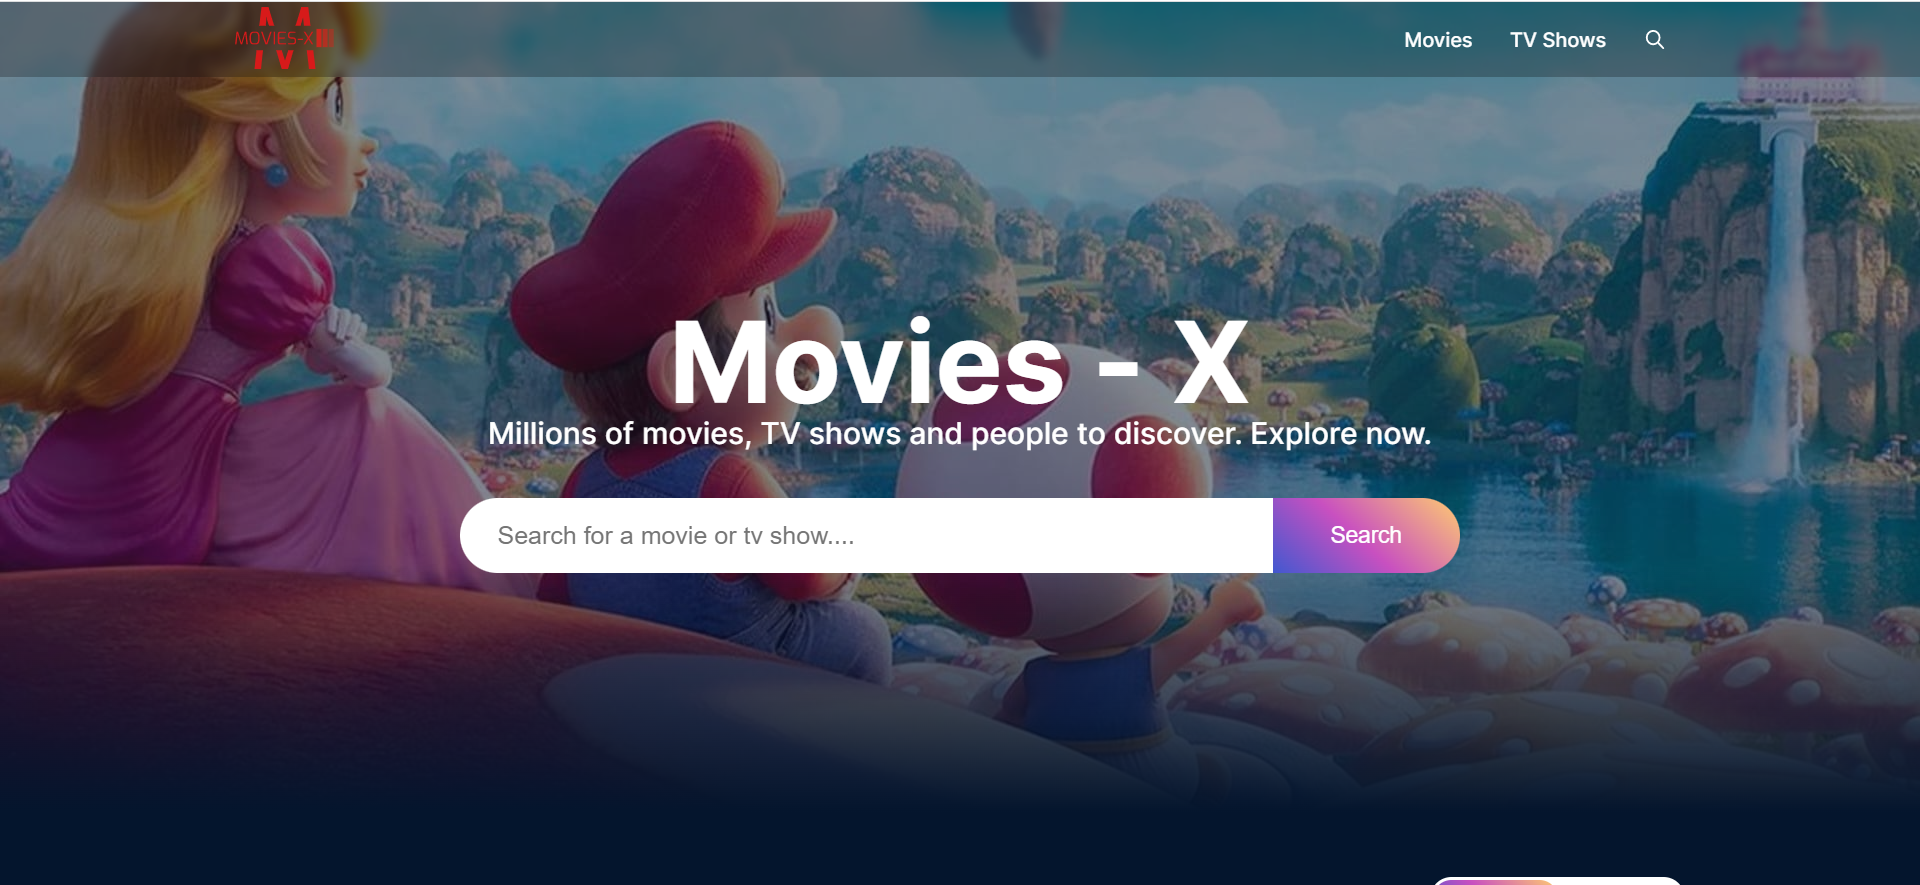 MOVIES-X
Movies
TV Shows
Movies - X
Millions of movies, TV shows and people to discover. Explore now.
Search for a movie or tv show....
Search